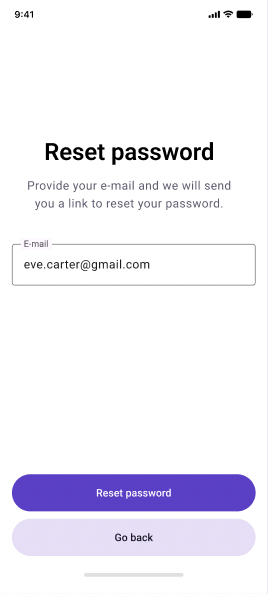 9:41
Reset password
Provide your e-mail and we will send
you a link to reset your password.
E-mail
eve.carter@gmail.com
Reset password
Go back